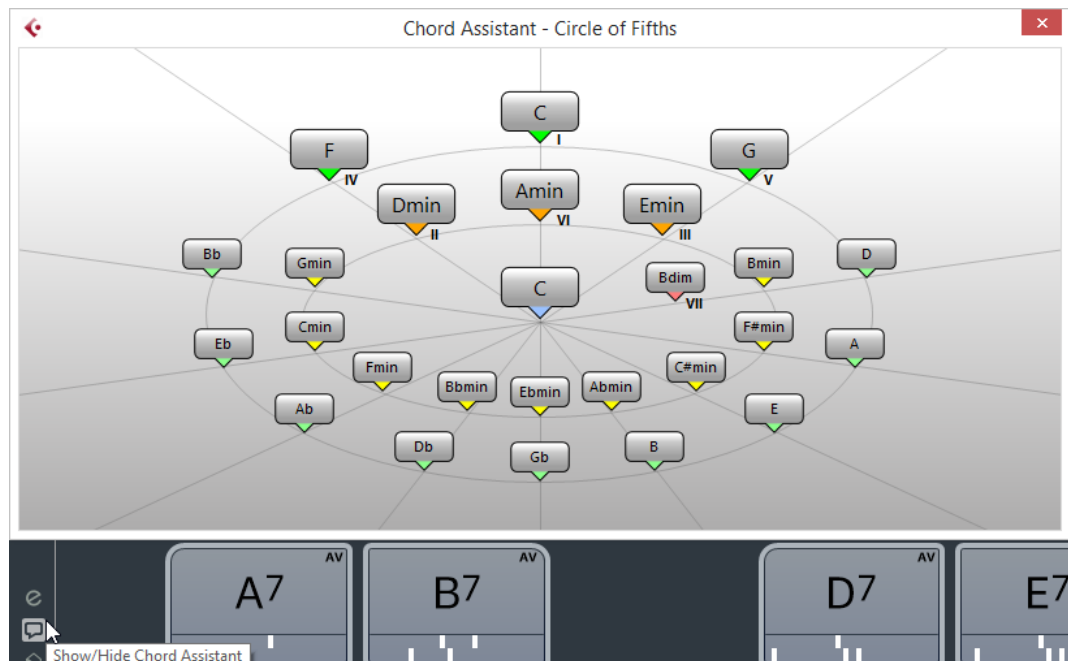 Chord Assistant - Circle of Fifths
C
I
F
IV
G
V
Dmin
II
Amin
VI
Emin
III
Bb
Gmin
C
Bdim
VII
Bmin
D
Eb
Cmin
F#min
A
Fmin
C#min
Bbmin
Ebmin
Abmin
Ab
E
Db
Gb
B
AV
A7
AV
B7
AV
D7
E7
e
Show/Hide Chord Assistant